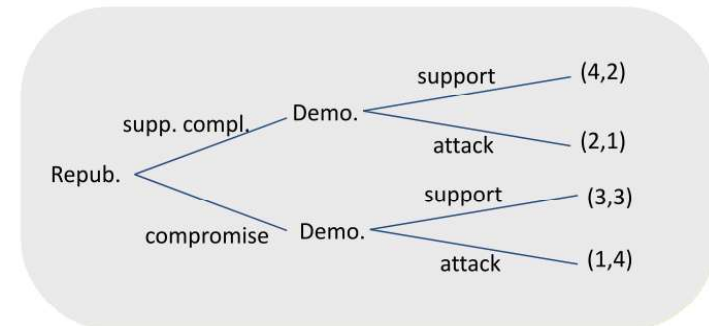 support
(4,2)
supp. compl.
Demo.
attack
(2,1)
Repub.
support
(3,3)
compromise
Demo.
attack
(1,4)